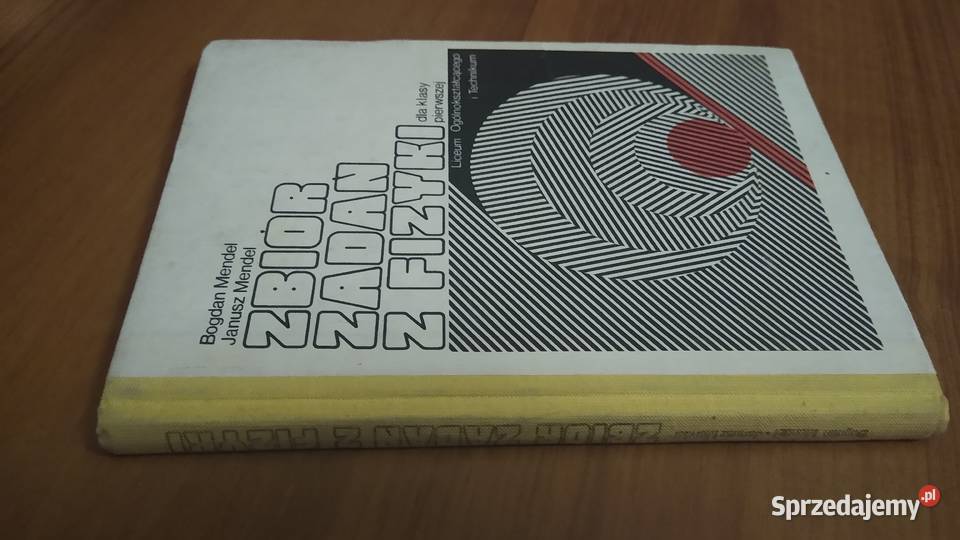 Bogdan Mendel
Janusz Mendel
ZBIÓR
ZADAŃ
Z FIZYKI
dla klasy
pierwszej
Liceum Ogólnokształcącego
i Technikum
ZBIÓR ZADAŃ Z FIZYKI
Sprzedajemy.pl